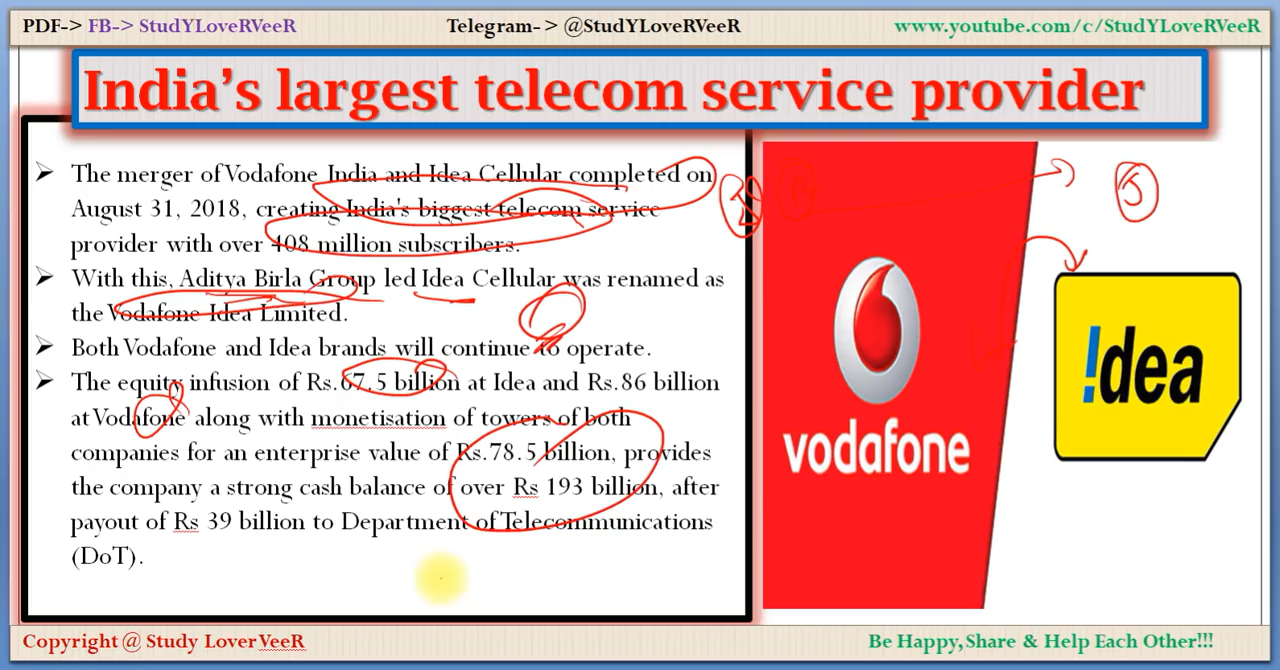 PDF-> FB-> StudYLoveRVeeR
Telegram-> @StudYLoveRVeeR
www.youtube.com/c/StudYLoveRVeeR
India's largest telecom service provider
➢ The merger of Vodafone India and Idea Cellular completed on
August 31, 2018, creating India's biggest telecom service
provider with over 408 million subscribers.
➢ With this, Aditya Birla Group led Idea Cellular was renamed as
the Vodafone Idea Limited.
➢ Both Vodafone and Idea brands will continue to operate.
➢ The equity infusion of Rs.67.5 billion at Idea and Rs.86 billion
at Vodafone along with monetisation of towers of both
companies for an enterprise value of Rs.78.5 billion, provides
the company a strong cash balance of over Rs 193 billion, after
payout of Rs 39 billion to Department of Telecommunications
(DoT).
vodafone
!dea
Copyright @ Study LoverVeeR
Be Happy,Share & Help Each Other!!!